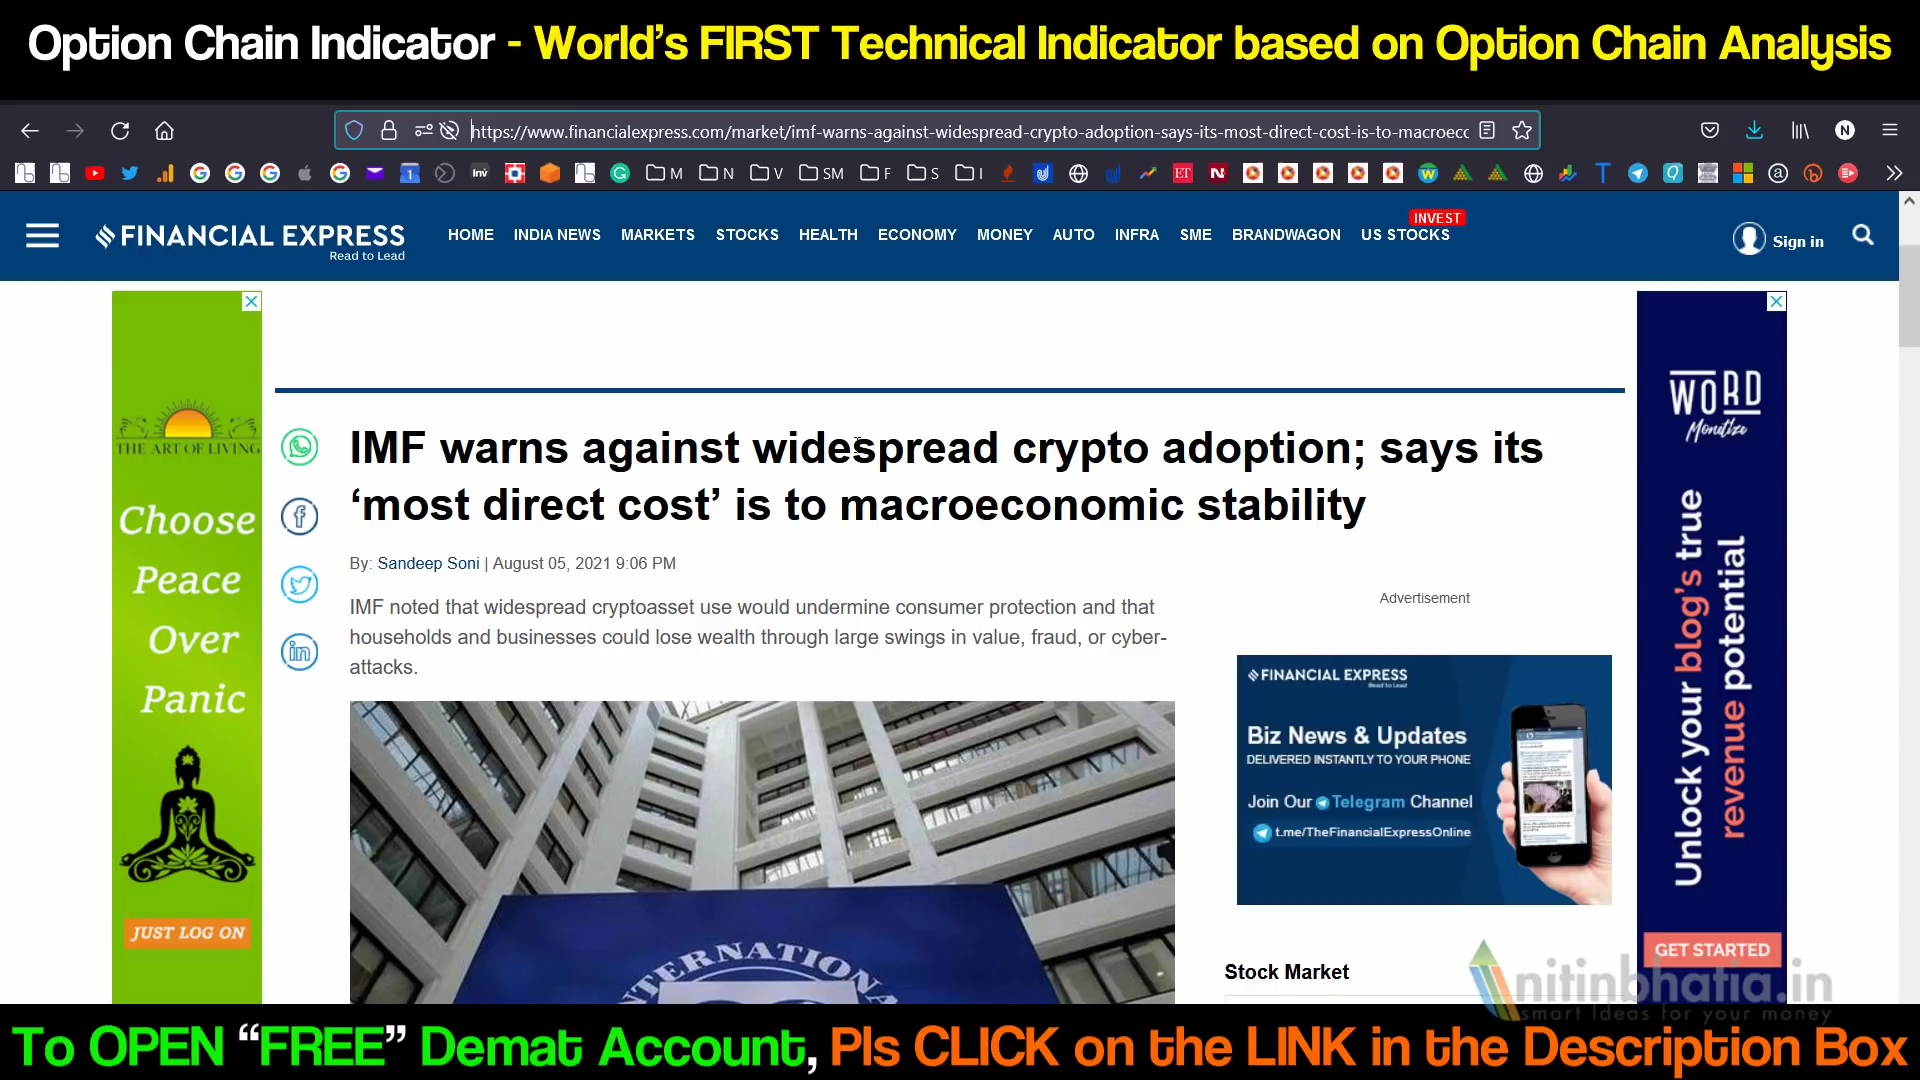 Option Chain Indicator - World's FIRST Technical Indicator based on Option Chain Analysis
https://www.financialexpress.com/market/imf-warns-against-widespread-crypto-adoption-says-its-most-direct-cost-is-to-macroecc
M N V SM F S I
FINANCIAL EXPRESS
Read to Lead
HOME INDIA NEWS MARKETS STOCKS HEALTH ECONOMY MONEY AUTO INFRA SME BRANDWAGON US STOCKS
INVEST
Sign in
THE ART OF LIVING
Choose
Peace
Over
Panic
JUST LOG ON
IMF warns against widespread crypto adoption; says its
‘most direct cost’ is to macroeconomic stability
By: Sandeep Soni | August 05, 2021 9:06 PM
IMF noted that widespread cryptoasset use would undermine consumer protection and that
households and businesses could lose wealth through large swings in value, fraud, or cyber-
attacks.
INTERNATIONA
Advertisement
FINANCIAL EXPRESS
Read to Lead
Biz News & Updates
DELIVERED INSTANTLY TO YOUR PHONE
Join Our Telegram Channel
t.me/TheFinancialExpressOnline
Stock Market
WORD
Monetize
Unlock your blog's true
revenue potential
GET STARTED
nitinbhatia.in
smart ideas for your money
To OPEN “FREE” Demat Account, Pls CLICK on the LINK in the Description Box